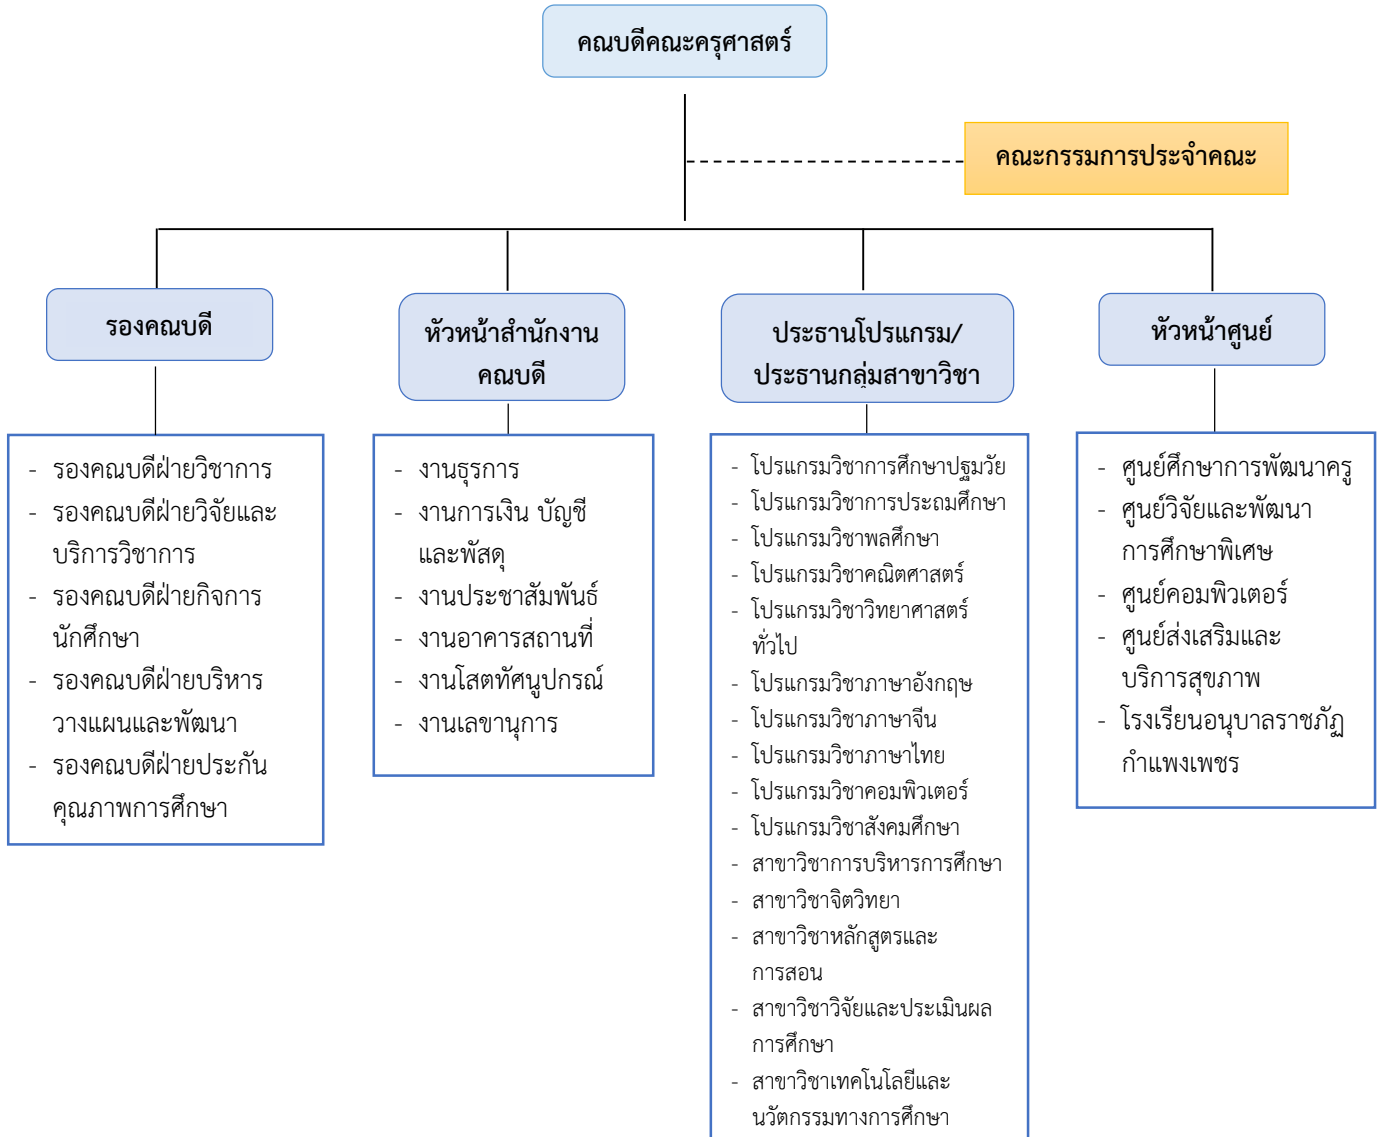 คณบดีคณะครุศาสตร์
คณะกรรมการประจำคณะ
รองคณบดี
- รองคณบดีฝ่ายวิชาการ
- รองคณบดีฝ่ายวิจัยและ
บริการวิชาการ
- รองคณบดีฝ่ายกิจการ
นักศึกษา
- รองคณบดีฝ่ายบริหาร
วางแผนและพัฒนา
- รองคณบดีฝ่ายประกัน
คุณภาพการศึกษา
หัวหน้าสำนักงาน
คณบดี
- งานธุรการ
- งานการเงิน บัญชี
และพัสดุ
- งานประชาสัมพันธ์
- งานอาคารสถานที่
- งานโสตทัศนูปกรณ์
- งานเลขานุการ
ประธานโปรแกรม/
ประธานกลุ่มสาขาวิชา
- โปรแกรมวิชาการศึกษาปฐมวัย
- โปรแกรมวิชาการประถมศึกษา
- โปรแกรมวิชาพลศึกษา
- โปรแกรมวิชาคณิตศาสตร์
- โปรแกรมวิชาวิทยาศาสตร์
ทั่วไป
- โปรแกรมวิชาภาษาอังกฤษ
- โปรแกรมวิชาภาษาจีน
- โปรแกรมวิชาภาษาไทย
- โปรแกรมวิชาคอมพิวเตอร์
- โปรแกรมวิชาสังคมศึกษา
- สาขาวิชาการบริหารการศึกษา
- สาขาวิชาจิตวิทยา
- สาขาวิชาหลักสูตรและ
การสอน
- สาขาวิชาวิจัยและประเมินผล
การศึกษา
- สาขาวิชาเทคโนโลยีและ
นวัตกรรมทางการศึกษา
หัวหน้าศูนย์
- ศูนย์ศึกษาการพัฒนาครู
- ศูนย์วิจัยและพัฒนา
การศึกษาพิเศษ
- ศูนย์คอมพิวเตอร์
- ศูนย์ส่งเสริมและ
บริการสุขภาพ
- โรงเรียนอนุบาลราชภัฏ
กำแพงเพชร